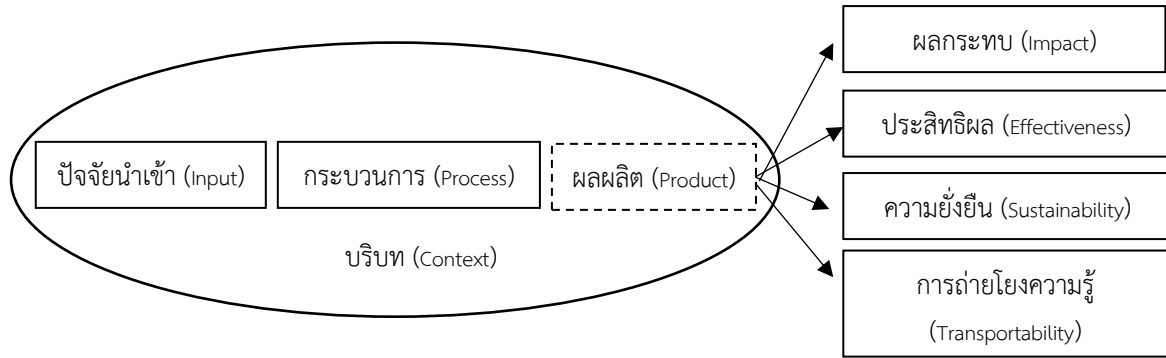 ปัจจัยนำเข้า (Input)
กระบวนการ (Process)
ผลผลิต (Product)
บริบท (Context)
ผลกระทบ (Impact)
ประสิทธิผล (Effectiveness)
ความยั่งยืน (Sustainability)
การถ่ายโยงความรู้
(Transportability)